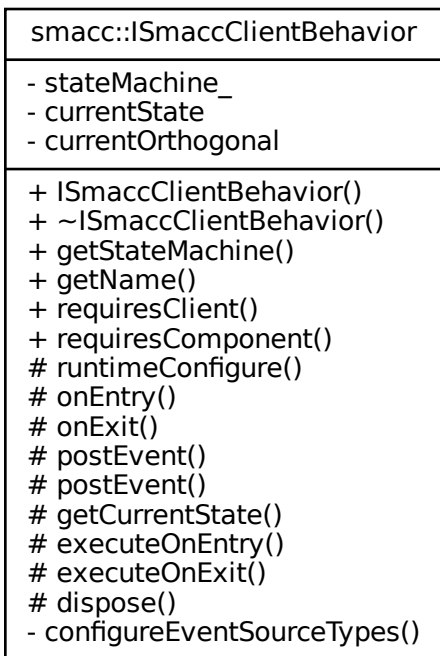 smacc::ISmaccClientBehavior
- stateMachine_
- currentState
- currentOrthogonal
+ ISmaccClientBehavior()
+ ~ISmaccClientBehavior()
+ getStateMachine()
+ getName()
+ requiresClient()
+ requiresComponent()
# runtimeConfigure()
# onEntry()
# onExit()
# postEvent()
# postEvent()
# getCurrentState()
# executeOnEntry()
# executeOnExit()
# dispose()
- configureEventSourceTypes()